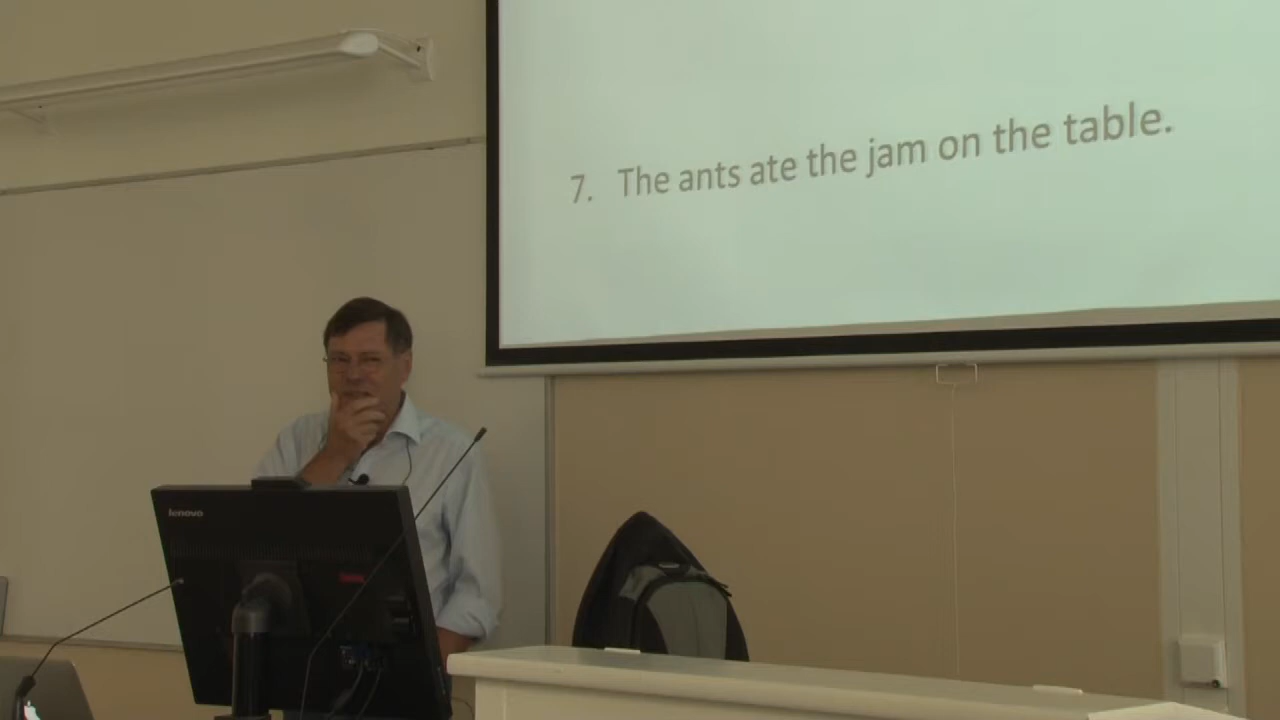 7. The ants ate the jam on the table.
lenovo